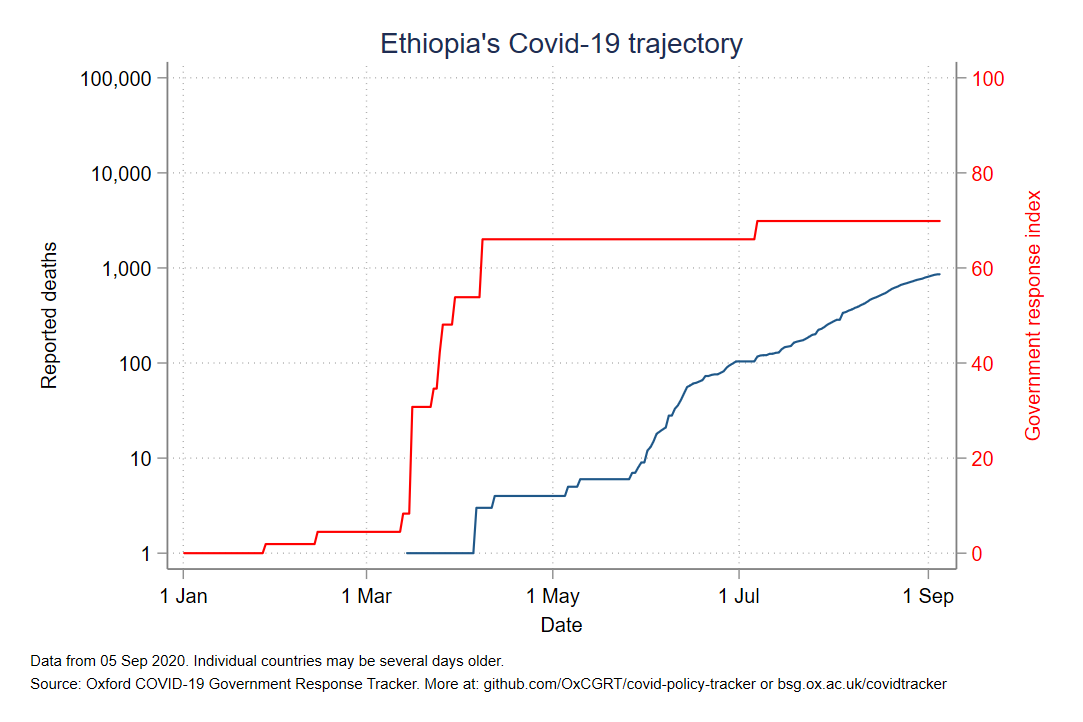 Ethiopia's Covid-19 trajectory
100,000
10,000
1,000
100
10
1
Reported deaths
100
80
60
40
20
0
Government response index
1 Jan
1 Mar
1 May
1 Jul
1 Sep
Date
Data from 05 Sep 2020. Individual countries may be several days older.
Source: Oxford COVID-19 Government Response Tracker. More at: github.com/OxCGRT/covid-policy-tracker or bsg.ox.ac.uk/covidtracker